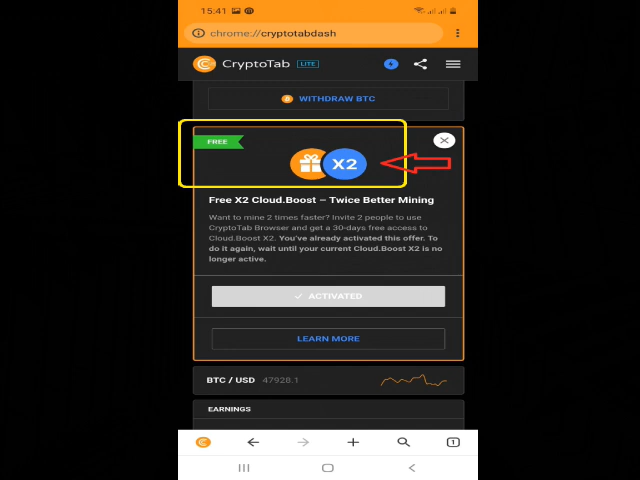 15:41
chrome://cryptotabdash
CryptoTab LITE
WITHDRAW BTC
FREE
X2
Free X2 Cloud.Boost – Twice Better Mining
Want to mine 2 times faster? Invite 2 people to use
CryptoTab Browser and get a 30-days free access to
Cloud.Boost X2. You've already activated this offer. To
do it again, wait until your current Cloud.Boost X2 is no
longer active.
ACTIVATED
LEARN MORE
BTC / USD 47928.1
EARNINGS
1